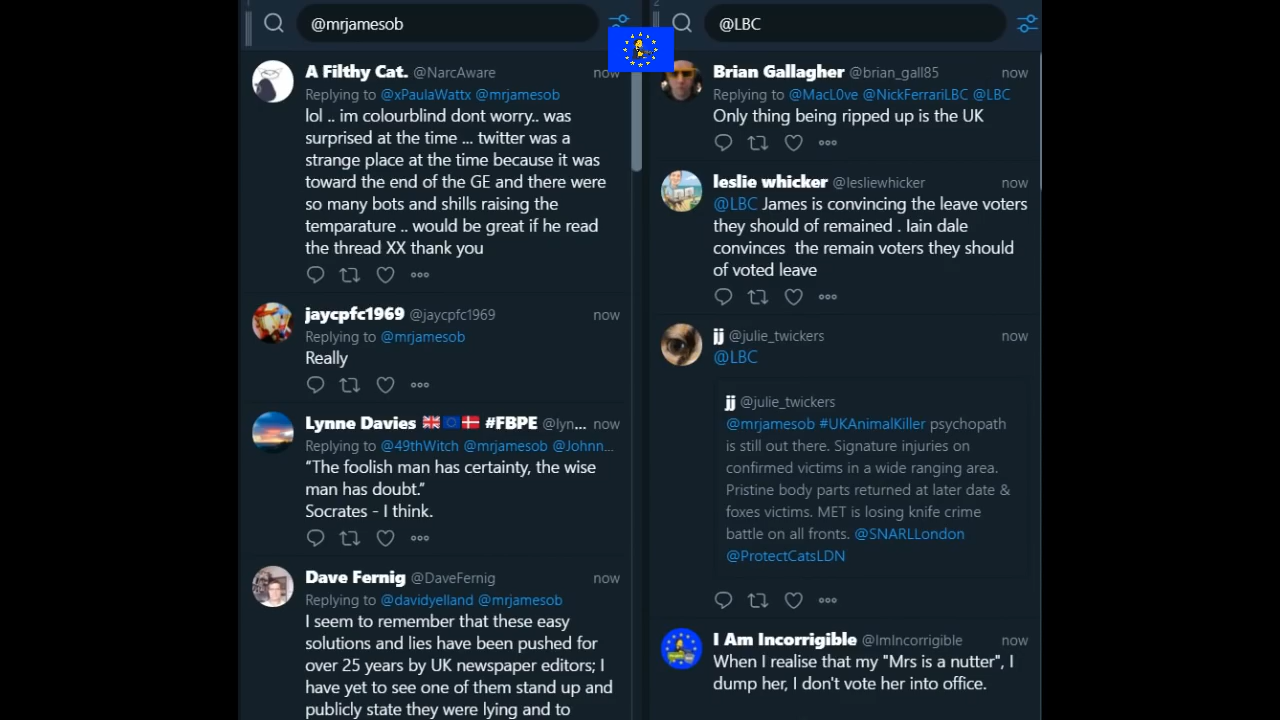 @mrjamesob
A Filthy Cat. @NarcAware now
Replying to @xPaulaWattx @mrjamesob
lol .. im colourblind dont worry.. was
surprised at the time ... twitter was a
strange place at the time because it was
toward the end of the GE and there were
so many bots and shills raising the
temparature .. would be great if he read
the thread XX thank you
jaycpfc1969 @jaycpfc1969 now
Replying to @mrjamesob
Really
Lynne Davies 🇬🇧🇪🇺🇩🇰 #FBPE @lyn... now
Replying to @49thWitch @mrjamesob @Johnn...
“The foolish man has certainty, the wise
man has doubt.”
Socrates - I think.
Dave Fernig @DaveFernig now
Replying to @davidyelland @mrjamesob
I seem to remember that these easy
solutions and lies have been pushed for
over 25 years by UK newspaper editors; I
have yet to see one of them stand up and
publicly state they were lying and to
2
@LBC
Brian Gallagher @brian_gall85 now
Replying to @MacL0ve @NickFerrariLBC @LBC
Only thing being ripped up is the UK
leslie whicker @lesliewhicker now
@LBC James is convincing the leave voters
they should of remained . Iain dale
convinces  the remain voters they should
of voted leave
jj @julie_twickers now
@LBC
jj @julie_twickers
@mrjamesob #UKAnimalKiller psychopath
is still out there. Signature injuries on
confirmed victims in a wide ranging area.
Pristine body parts returned at later date &
foxes victims. MET is losing knife crime
battle on all fronts. @SNARLLondon
@ProtectCatsLDN
I Am Incorrigible @ImIncorrigible now
When I realise that my "Mrs is a nutter", I
dump her, I don't vote her into office.